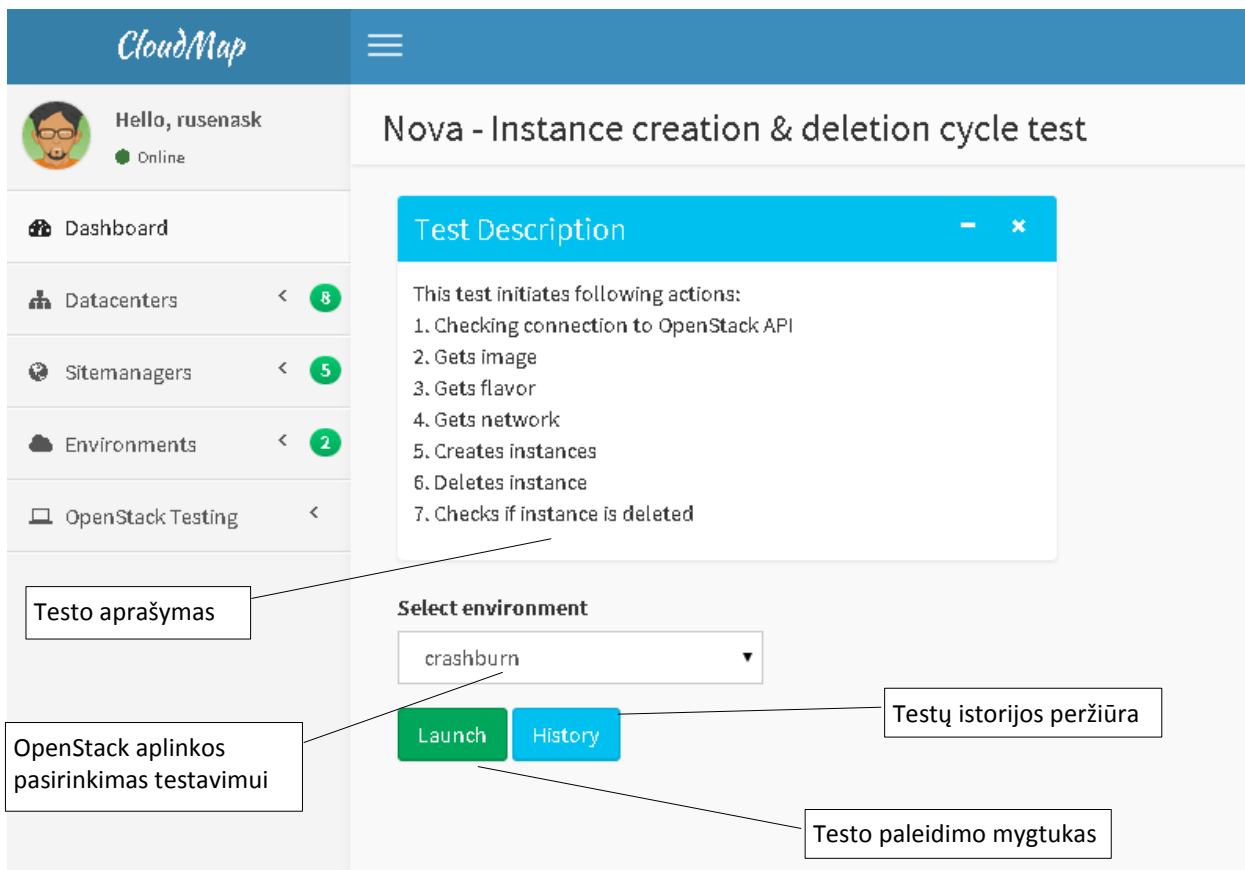 CloudMap
Hello, rusenask
Online
Nova - Instance creation & deletion cycle test
Dashboard
Datacenters 8
Sitemanagers 5
Environments 2
OpenStack Testing
Test Description
This test initiates following actions:
1. Checking connection to OpenStack API
2. Gets image
3. Gets flavor
4. Gets network
5. Creates instances
6. Deletes instance
7. Checks if instance is deleted
Testo aprašymas
Select environment
crashburn
Launch History
Testų istorijos peržiūra
OpenStack aplinkos
pasirinkimas testavimui
Testo paleidimo mygtukas